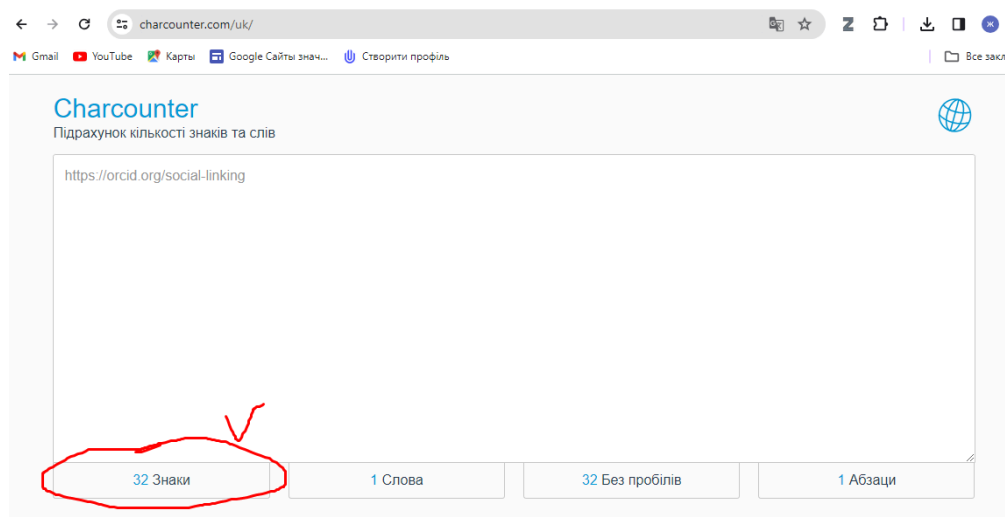 charcounter.com/uk/
Gmail YouTube Карты Google Сайты знач... Створити профіль Все закл
Charcounter
Підрахунок кількості знаків та слів
https://orcid.org/social-linking
32 Знаки 1 Слова 32 Без пробілів 1 Абзаци